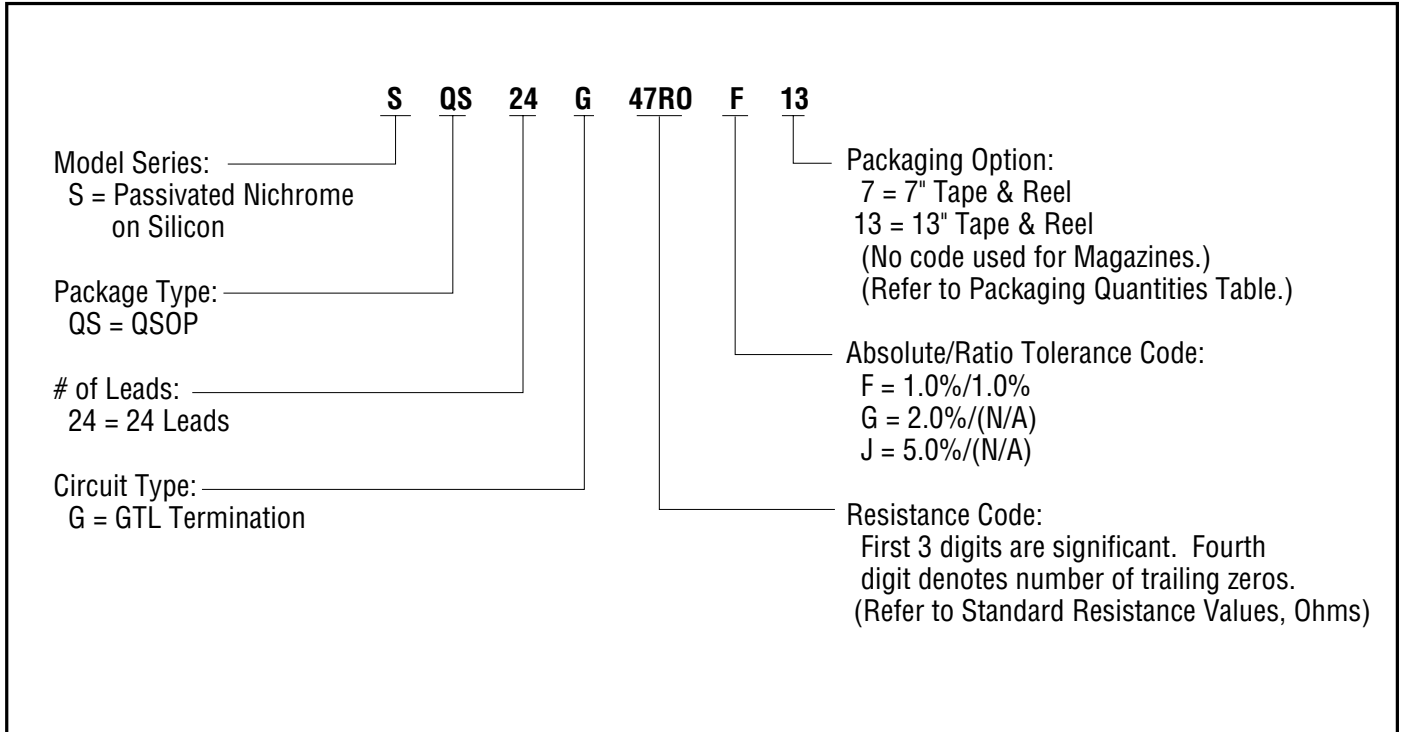 S QS 24 G 47RO F 13
Model Series:
S = Passivated Nichrome
on Silicon
Package Type:
QS = QSOP
# of Leads:
24 = 24 Leads
Circuit Type:
G = GTL Termination
Packaging Option:
7 = 7" Tape & Reel
13 = 13" Tape & Reel
(No code used for Magazines.)
(Refer to Packaging Quantities Table.)
Absolute/Ratio Tolerance Code:
F = 1.0%/1.0%
G = 2.0%/(N/A)
J = 5.0%/(N/A)
Resistance Code:
First 3 digits are significant. Fourth
digit denotes number of trailing zeros.
(Refer to Standard Resistance Values, Ohms)